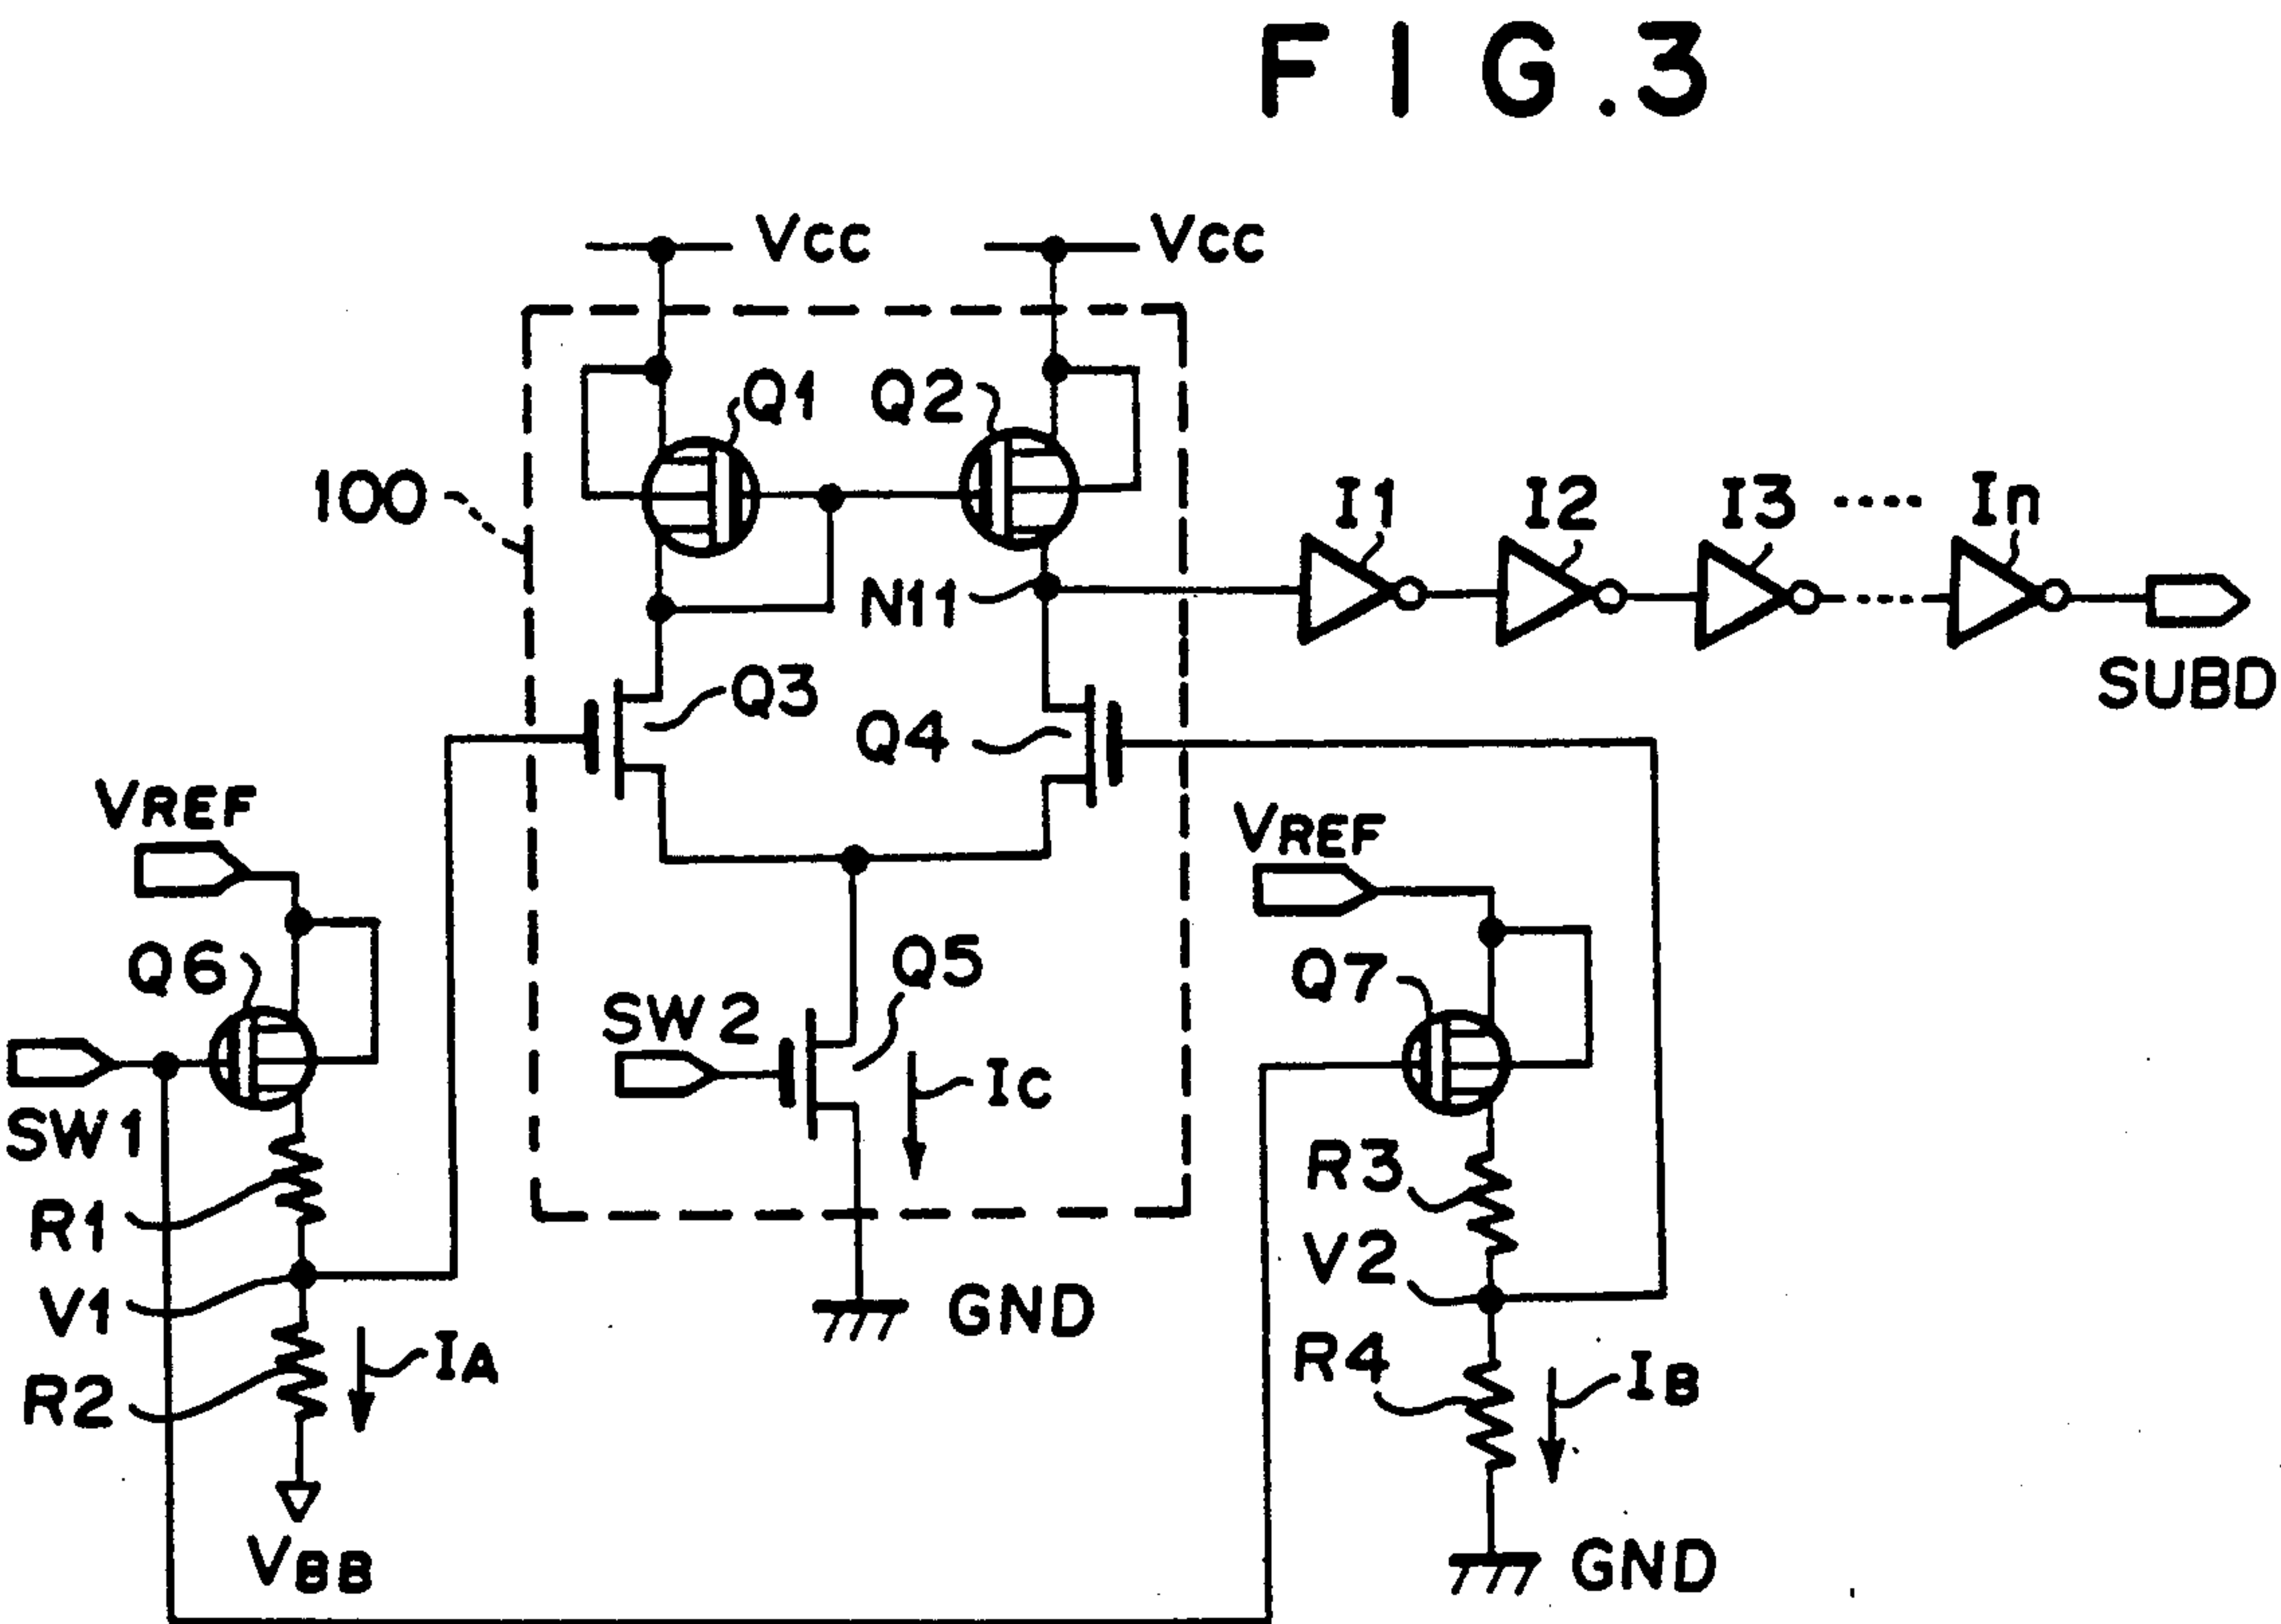 FIG.3
Vcc
Vcc
Q1
Q2
100
I1
I2
I3
....
In
N11
Q3
Q4
SUBD
VREF
VREF
Q6
Q5
Q7
SW2
Ic
SW1
R3
R1
V2
V1
GND
IA
R4
IB
R2
VBB
GND